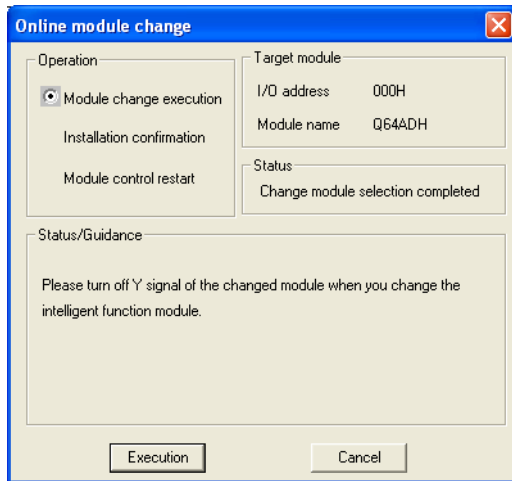 Online module change
Operation
Module change execution
Installation confirmation
Module control restart
Target module
I/O address 000H
Module name Q64ADH
Status
Change module selection completed
Status/Guidance
Please turn off Y signal of the changed module when you change the
intelligent function module.
Execution Cancel